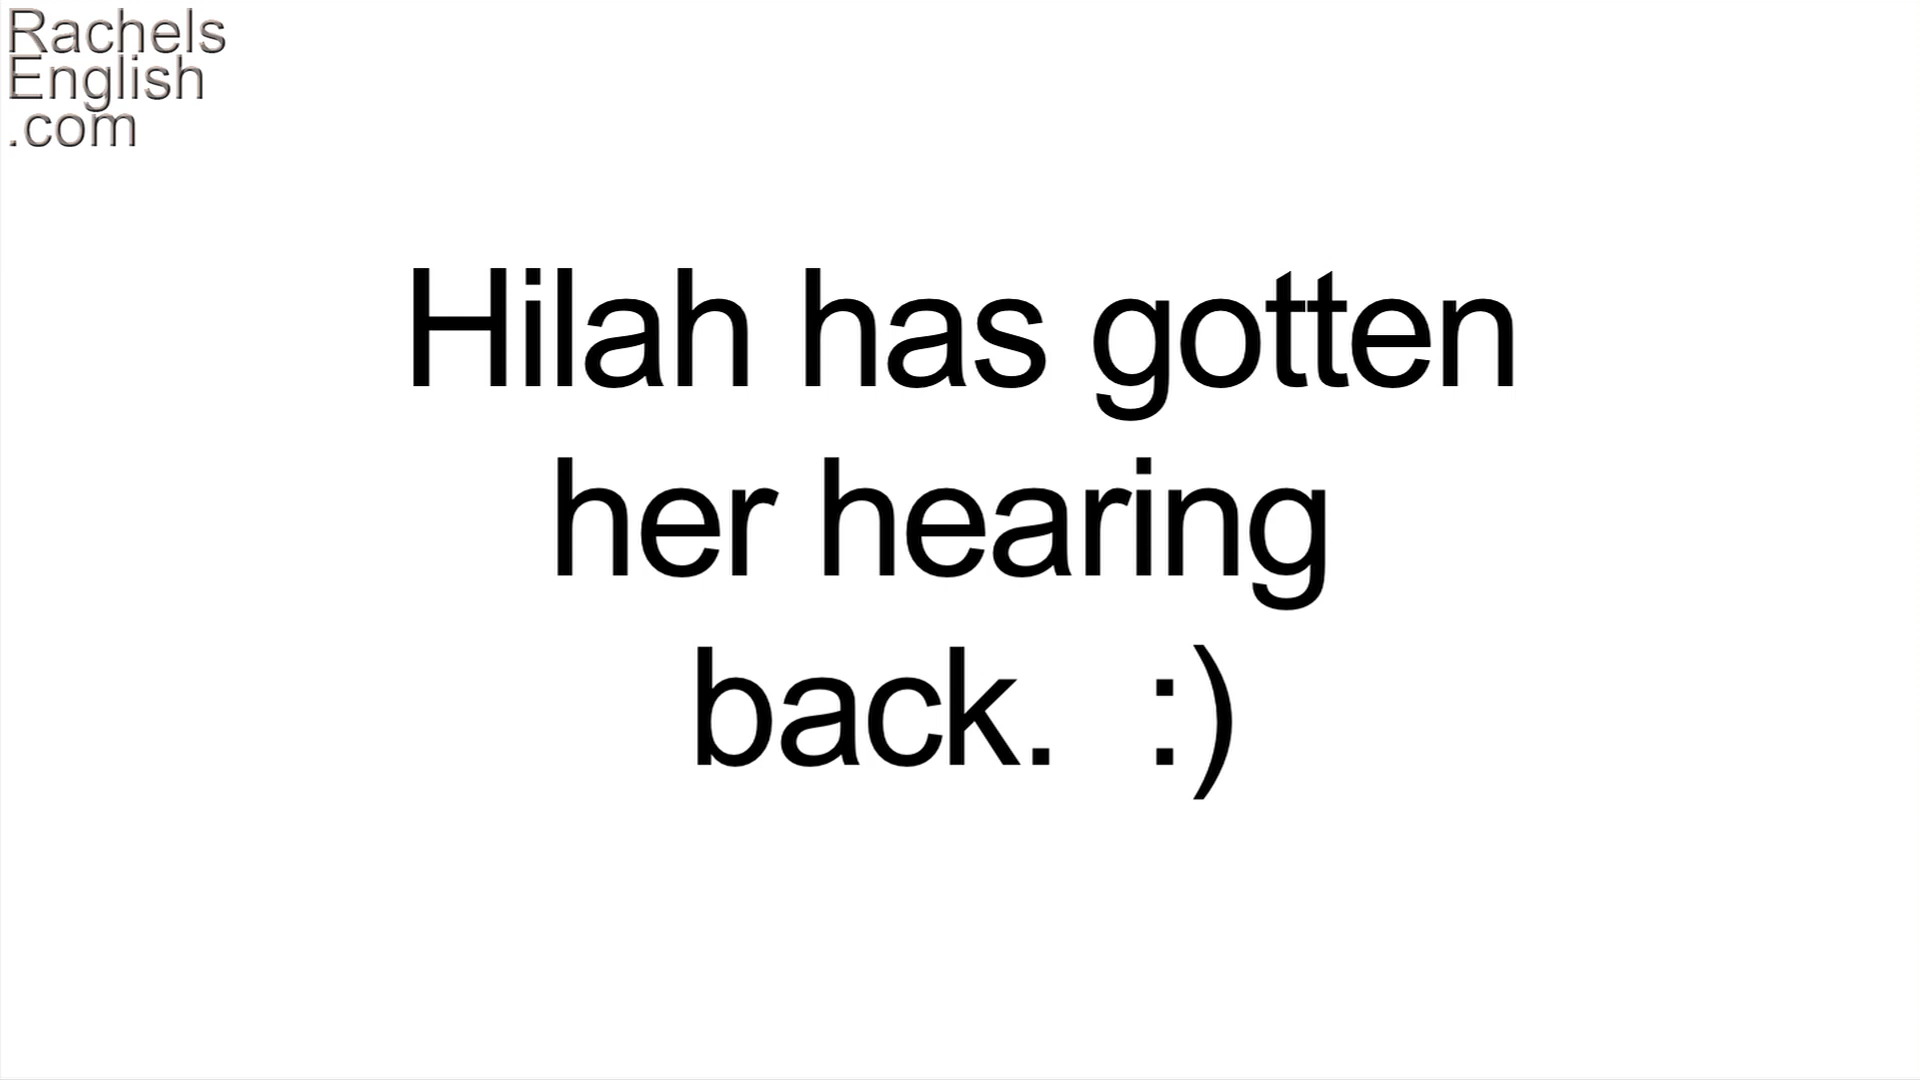 Rachels
English
.com
Hilah has gotten
her hearing
back.  :)